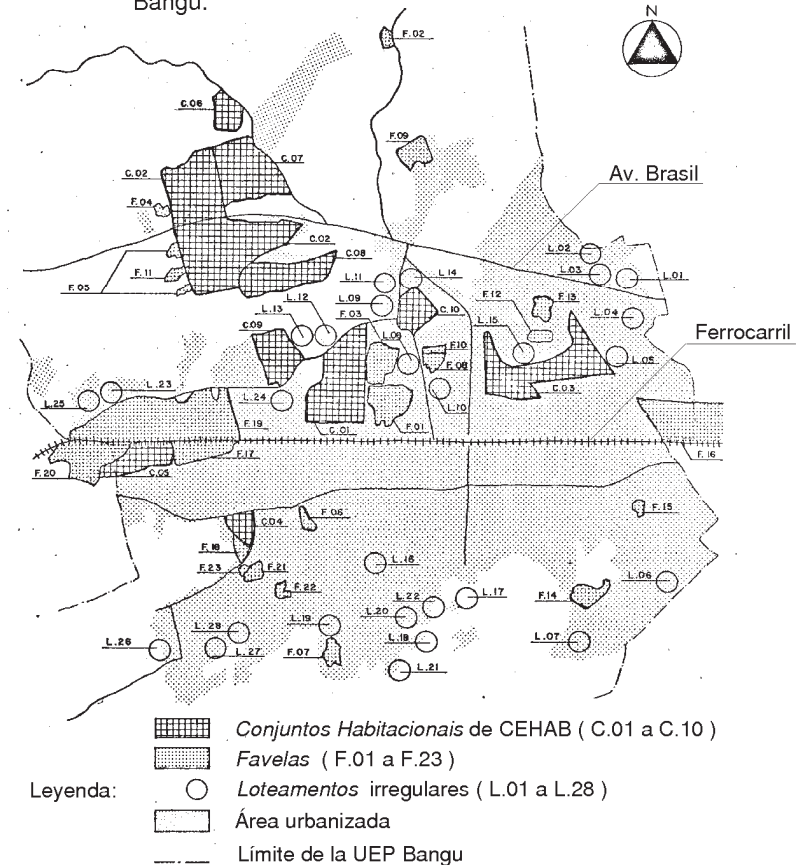 Bangu.
N
F.02
C.06
F.09
C.07
Av. Brasil
C.02
F.04
C.02
L.02
C.08
L.03
L.01
F.11
L.11
L.14
F.05
L.12
L.09
F.12
F.13
L.13
F.03
C.10
L.04
C.09
L.15
Ferrocarril
F.10
L.05
F.08
L.23
C.03
L.25
L.24
L.10
F.19
C.01
F.01
F.17
F.16
F.20
C.05
F.06
F.15
C.04
F.18
L.16
F.23
F.21
L.06
F.22
L.17
L.22
F.14
L.20
L.19
L.28
L.18
L.07
L.26
L.27
F.07
L.21
Conjuntos Habitacionais de CEHAB ( C.01 a C.10 )
Favelas ( F.01 a F.23 )
Leyenda: Loteamentos irregulares ( L.01 a L.28 )
Área urbanizada
Límite de la UEP Bangu